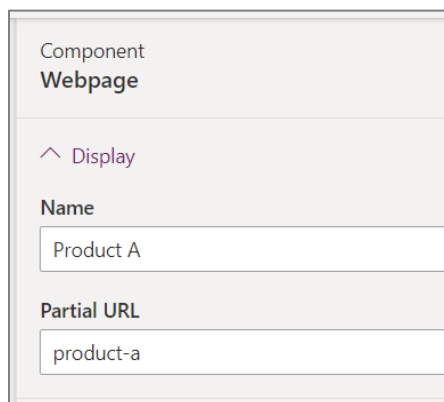 Component
Webpage
Display
Name
Product A
Partial URL
product-a